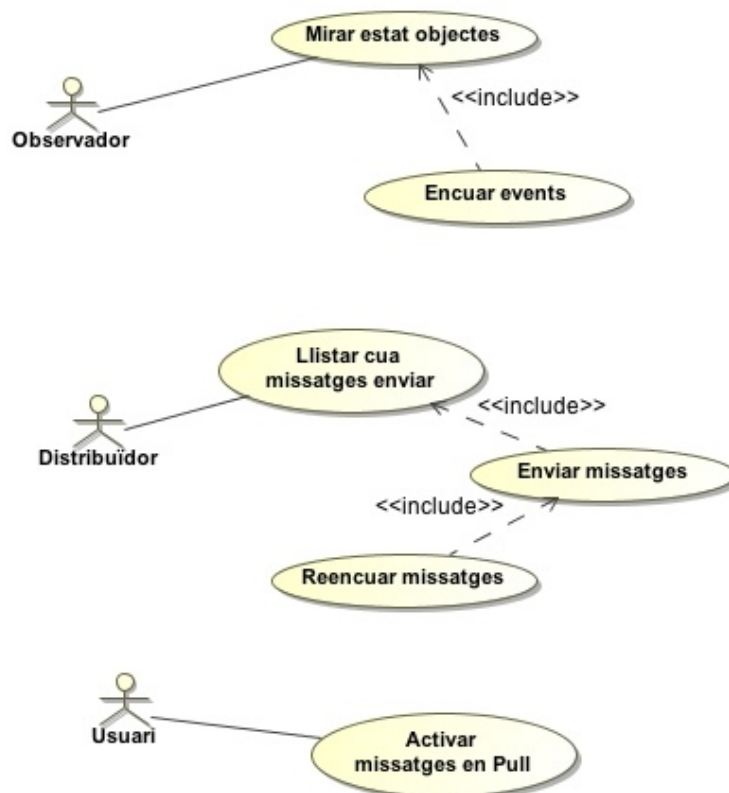 Mirar estat objectes
<<include>>
Observador
Encuar events
Llistar cua
missatges enviar
<<include>>
Distribuïdor
Enviar missatges
<<include>>
Reencuar missatges
Usuari
Activar
missatges en Pull